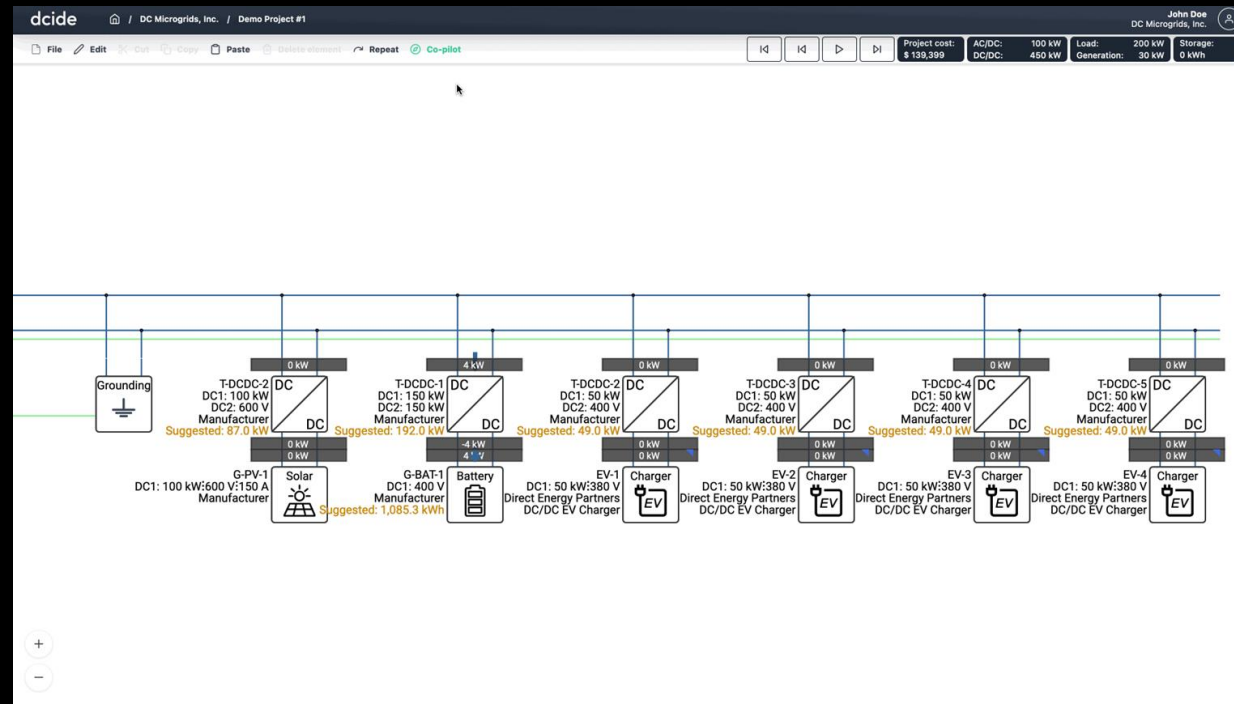 dcide / DC Microgrids, Inc. / Demo Project #1
John Doe
DC Microgrids, Inc.
File Edit Cut Copy Paste Delete element Repeat Co-pilot
Project cost: AC/DC: 100 kW Load: 200 kW Storage:
$ 139,399 DC/DC: 450 kW Generation: 30 kW 0 kWh
0 kW 4 kW 0 kW 0 kW 0 kW 0 kW
Grounding
T-DCDC-2
DC1: 100 kW
DC2: 600 V
Manufacturer
Suggested: 87.0 kW
DC
DC
T-DCDC-1
DC1: 150 kW
DC2: 150 kW
Manufacturer
Suggested: 192.0 kW
DC
DC
T-DCDC-2
DC1: 50 kW
DC2: 400 V
Manufacturer
Suggested: 49.0 kW
DC
DC
T-DCDC-3
DC1: 50 kW
DC2: 400 V
Manufacturer
Suggested: 49.0 kW
DC
DC
T-DCDC-4
DC1: 50 kW
DC2: 400 V
Manufacturer
Suggested: 49.0 kW
DC
DC
T-DCDC-5
DC1: 50 kW
DC2: 400 V
Manufacturer
Suggested: 49.0 kW
DC
DC
0 kW -4 kW 0 kW 0 kW 0 kW 0 kW
0 kW 0 kW 0 kW 0 kW 0 kW
G-PV-1
DC1: 100 kW:600 V:150 A
Manufacturer
Solar
G-BAT-1
DC1: 400 V
Manufacturer
Suggested: 1,085.3 kWh
Battery
EV-1
DC1: 50 kW:380 V
Direct Energy Partners
DC/DC EV Charger
Charger
EV
EV-2
DC1: 50 kW:380 V
Direct Energy Partners
DC/DC EV Charger
Charger
EV
EV-3
DC1: 50 kW:380 V
Direct Energy Partners
DC/DC EV Charger
Charger
EV
EV-4
DC1: 50 kW:380 V
Direct Energy Partners
DC/DC EV Charger
Charger
EV